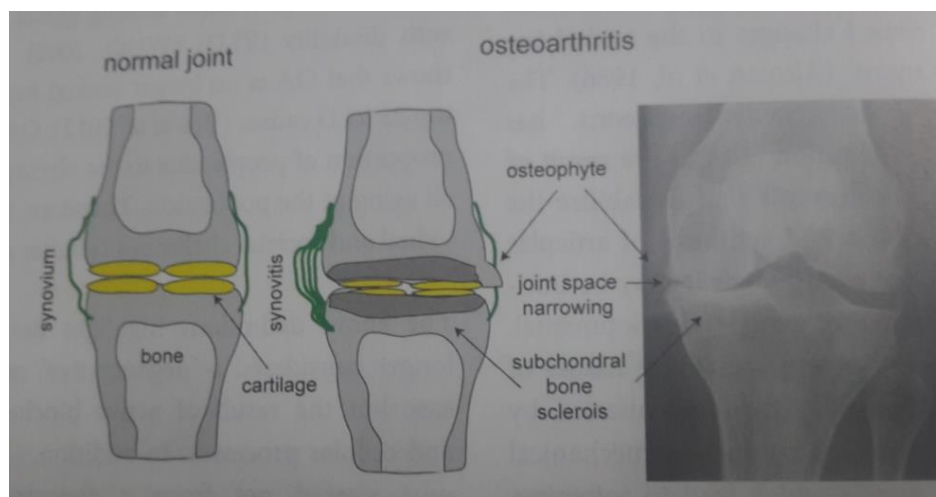 normal joint
osteoarthritis
synovium
bone
cartilage
synovitis
osteophyte
joint space
narrowing
subchondral
bone
sclerois